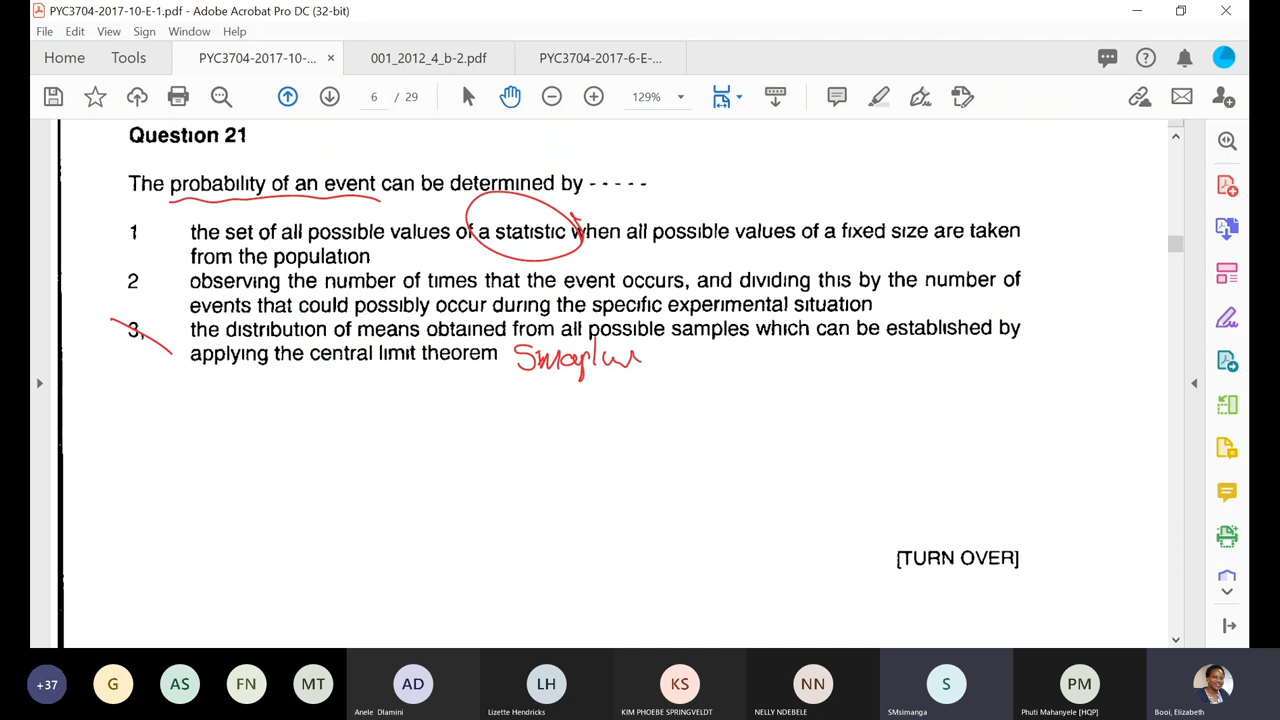 PYC3704-2017-10-E-1.pdf - Adobe Acrobat Pro DC (32-bit)
File Edit View Sign Window Help
Home Tools PYC3704-2017-10-... × 001_2012_4_b-2.pdf PYC3704-2017-6-E-...
6 / 29 129%
Question 21
The probability of an event can be determined by - - - - -
1 the set of all possible values of a statistic when all possible values of a fixed size are taken
from the population
2 observing the number of times that the event occurs, and dividing this by the number of
events that could possibly occur during the specific experimental situation
3, the distribution of means obtained from all possible samples which can be established by
applying the central limit theorem
[TURN OVER]
+37 G AS FN MT AD LH KS NN S PM
Anele Dlamini Lizette Hendricks KIM PHOEBE SPRINGVELDT NELLY NDEBELE SMsimanga Phuti Mahanyele [HQP] Booi, Elizabeth